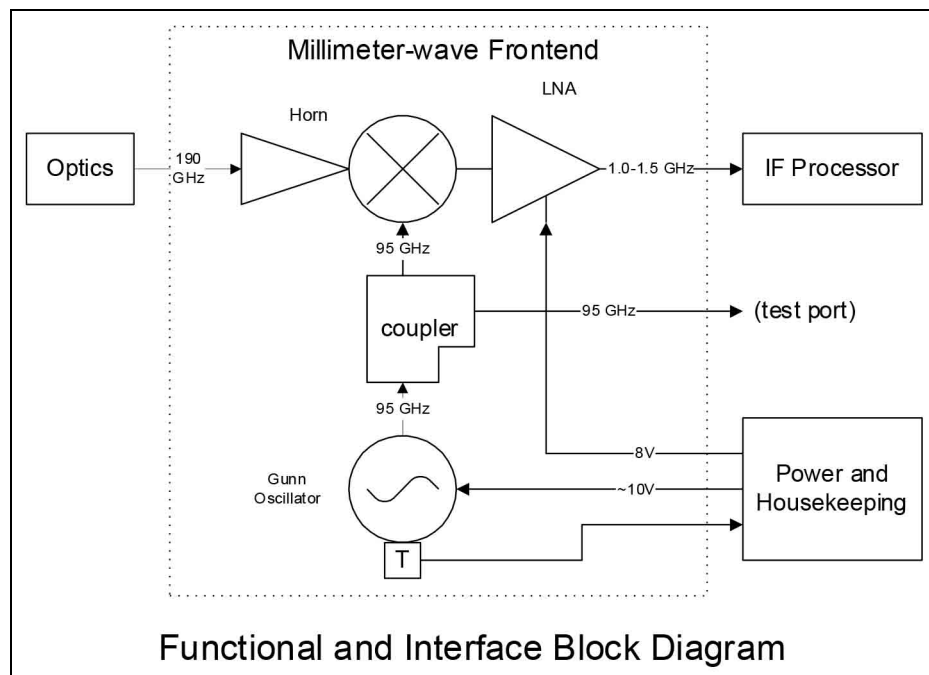 Millimeter-wave Frontend
LNA
Horn
Optics
190
GHz
1.0-1.5 GHz
IF Processor
95 GHz
coupler
95 GHz
(test port)
95 GHz
8V
Gunn
Oscillator
~10V
Power and
Housekeeping
T
Functional and Interface Block Diagram